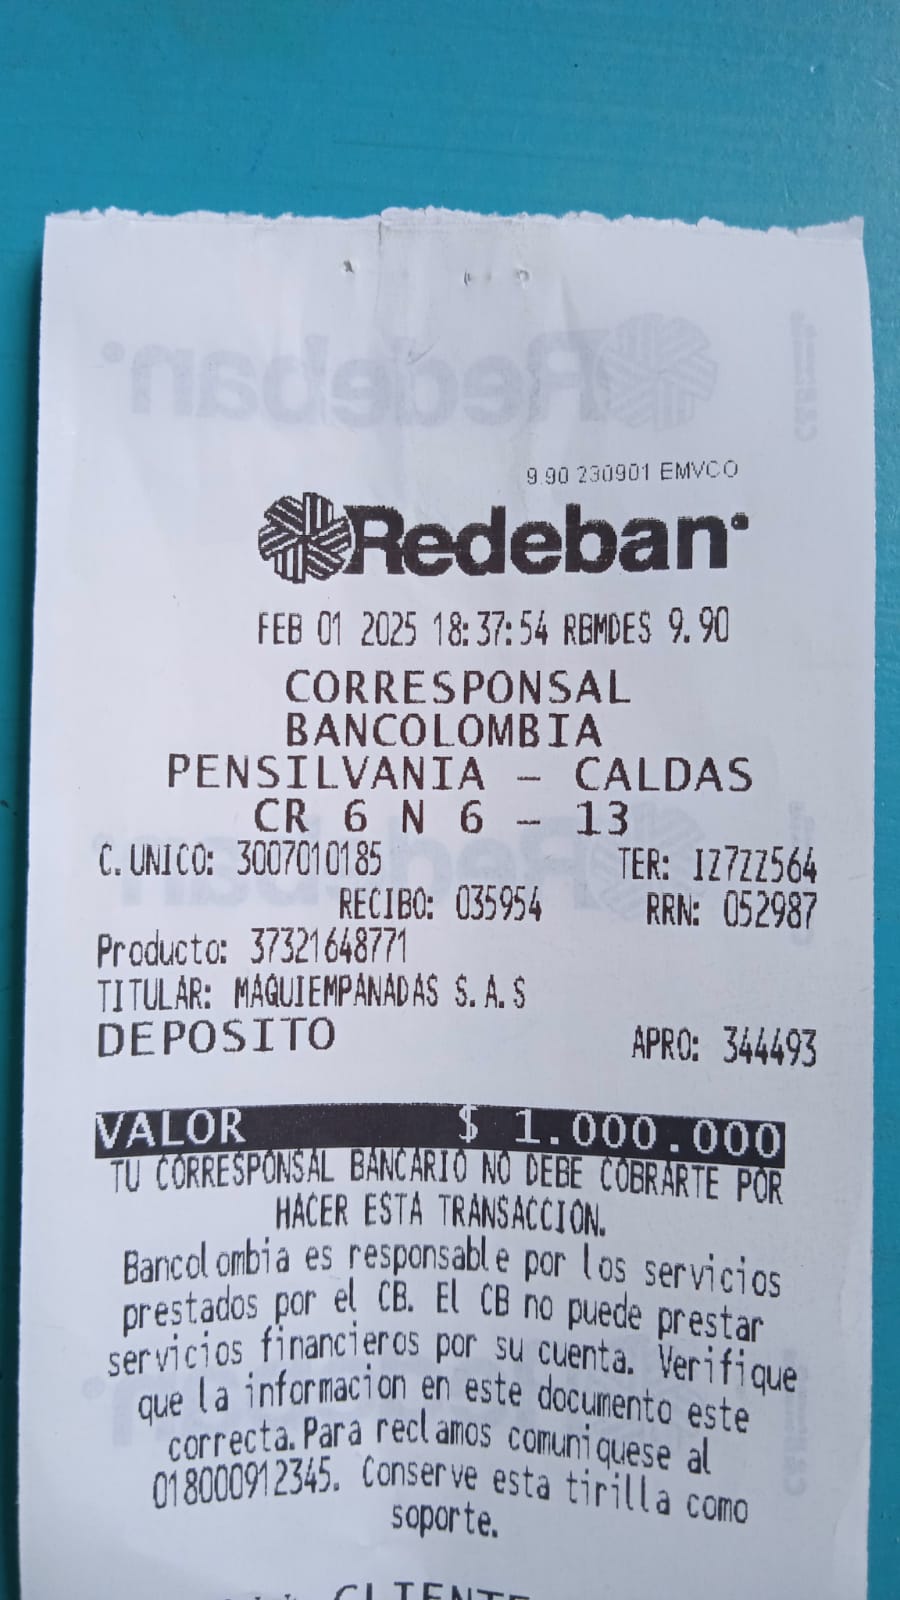 9.90 230901 EMVCO
Redeban
FEB 01 2025 18:37:54 RBMDES 9.90
CORRESPONSAL
BANCOLOMBIA
PENSILVANIA - CALDAS
CR 6 N 6 - 13
C. UNICO: 3007010185 TER: IZ7ZZ564
RECIBO: 035954 RRN: 052987
Producto: 37321648771
TITULAR: MAQUIEMPANADAS S.A.S
DEPOSITO APRO: 344493
VALOR $ 1.000.000
TU CORRESPONSAL BANCARIO NO DEBE COBRARTE POR
HACER ESTA TRANSACCION.
Bancolombia es responsable por los servicios
prestados por el CB. El CB no puede prestar
servicios financieros por su cuenta. Verifique
que la informacion en este documento este
correcta. Para reclamos comuniquese al
018000912345. Conserve esta tirilla como
soporte.
CLIENTE